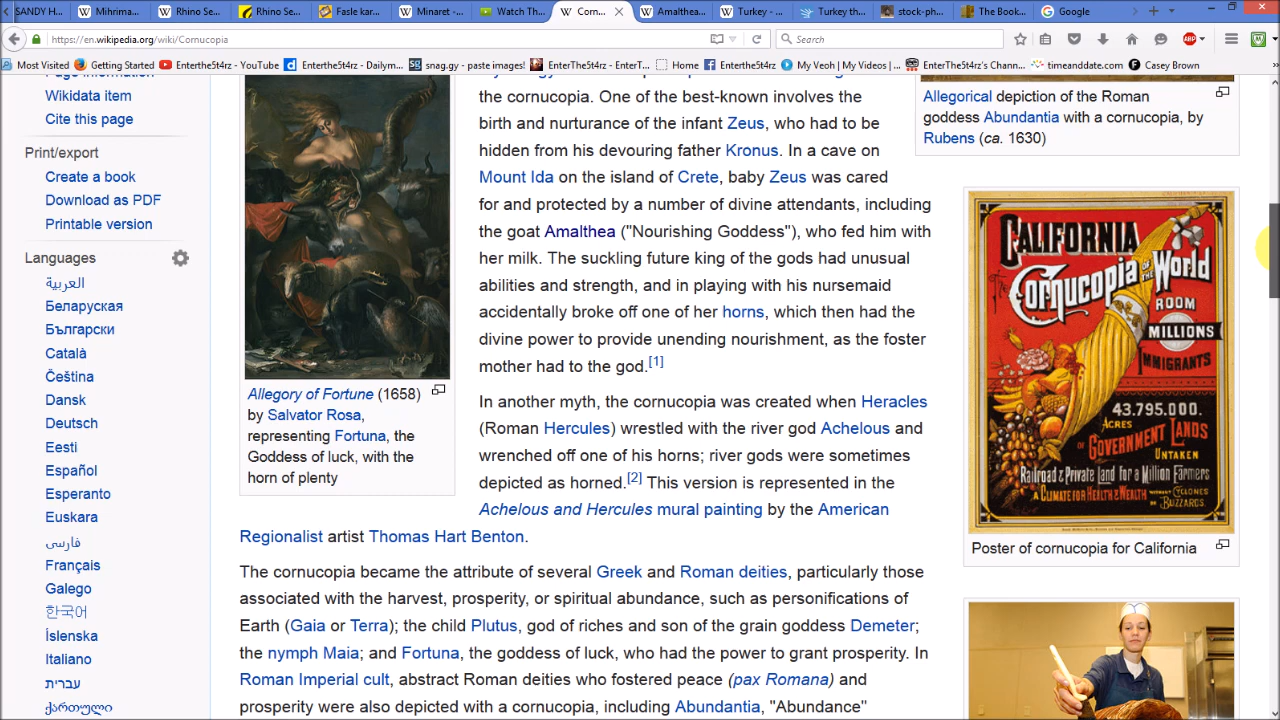 SANDY H
Mihrima...
Rhino Se...
Rhino Se...
Fasle kar...
Minaret -...
Watch Th...
Corn...
Amalthea...
Turkey - ...
Turkey th...
stock-ph...
The Book...
Google
https://en.wikipedia.org/wiki/Cornucopia
Search
Most Visited
Getting Started
Enterthe5t4rz - YouTube
Enterthe5t4rz - Dailym...
snag.gy - paste images!
EnterThe5t4rz - EnterT...
Home
Enterthe5t4rz
My Veoh | My Videos | ...
EnterThe5t4rz's Chann...
timeanddate.com
Casey Brown
Page information
Wikidata item
Cite this page
Print/export
Create a book
Download as PDF
Printable version
Languages
العربية
Беларуская
Български
Català
Čeština
Dansk
Deutsch
Eesti
Español
Esperanto
Euskara
فارسی
Français
Galego
한국어
Íslenska
Italiano
עברית
ქართული
Allegory of Fortune (1658)
by Salvator Rosa,
representing Fortuna, the
Goddess of luck, with the
horn of plenty
the cornucopia. One of the best-known involves the
birth and nurturance of the infant Zeus, who had to be
hidden from his devouring father Kronus. In a cave on
Mount Ida on the island of Crete, baby Zeus was cared
for and protected by a number of divine attendants, including
the goat Amalthea ("Nourishing Goddess"), who fed him with
her milk. The suckling future king of the gods had unusual
abilities and strength, and in playing with his nursemaid
accidentally broke off one of her horns, which then had the
divine power to provide unending nourishment, as the foster
mother had to the god.[1]
In another myth, the cornucopia was created when Heracles
(Roman Hercules) wrestled with the river god Achelous and
wrenched off one of his horns; river gods were sometimes
depicted as horned.[2] This version is represented in the
Achelous and Hercules mural painting by the American
Regionalist artist Thomas Hart Benton.
The cornucopia became the attribute of several Greek and Roman deities, particularly those
associated with the harvest, prosperity, or spiritual abundance, such as personifications of
Earth (Gaia or Terra); the child Plutus, god of riches and son of the grain goddess Demeter;
the nymph Maia; and Fortuna, the goddess of luck, who had the power to grant prosperity. In
Roman Imperial cult, abstract Roman deities who fostered peace (pax Romana) and
prosperity were also depicted with a cornucopia, including Abundantia, "Abundance"
Allegorical depiction of the Roman
goddess Abundantia with a cornucopia, by
Rubens (ca. 1630)
CALIFORNIA
the Cornucopia of the World
ROOM
for MILLIONS
of IMMIGRANTS
43.795.000.
ACRES
of GOVERNMENT LANDS
UNTAKEN
Railroad & Private Land for a Million Farmers
A CLIMATE FOR HEALTH & WEALTH WITHOUT CYCLONES
OR BLIZZARDS
Poster of cornucopia for California